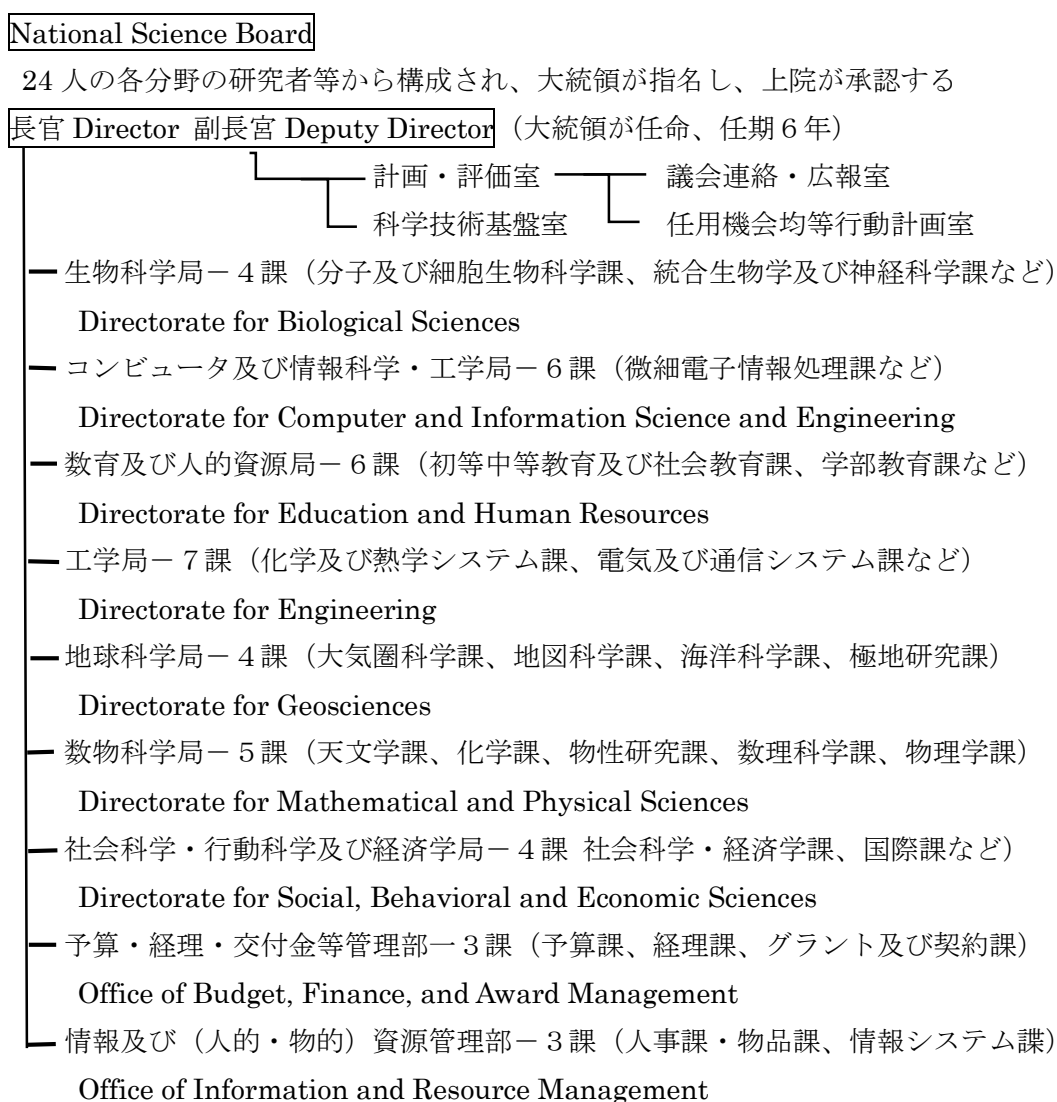 National Science Board
24 人の各分野の研究者等から構成され、大統領が指名し、上院が承認する
長官 Director 副長宮 Deputy Director（大統領が任命、任期６年）
計画・評価室 議会連絡・広報室
科学技術基盤室 任用機会均等行動計画室
生物科学局－４課（分子及び細胞生物科学課、統合生物学及び神経科学課など）
Directorate for Biological Sciences
コンビュータ及び情報科学・工学局－６課（微細電子情報処理課など）
Directorate for Computer and Information Science and Engineering
数育及び人的資源局－６課（初等中等教育及び社会教育課、学部教育課など）
Directorate for Education and Human Resources
工学局－７課（化学及び熱学システム課、電気及び通信システム課など）
Directorate for Engineering
地球科学局－４課（大気圏科学課、地図科学課、海洋科学課、極地研究課）
Directorate for Geosciences
数物科学局－５課（天文学課、化学課、物性研究課、数理科学課、物理学課）
Directorate for Mathematical and Physical Sciences
社会科学・行動科学及び経済学局－４課 社会科学・経済学課、国際課など）
Directorate for Social, Behavioral and Economic Sciences
予算・経理・交付金等管理部一３課（予算課、経理課、グラント及び契約課）
Office of Budget, Finance, and Award Management
情報及び（人的・物的）資源管理部－３課（人事課・物品課、情報システム諜）
Office of Information and Resource Management